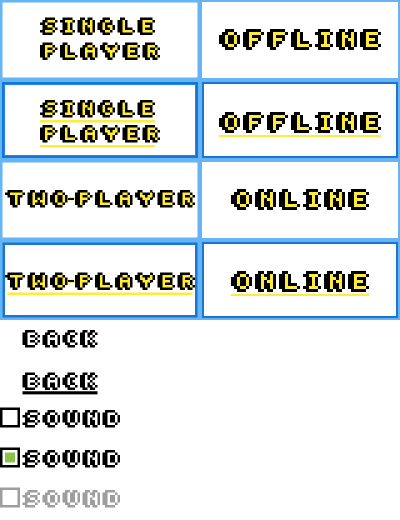 SINGLE
PLAYER
OFFLINE
SINGLE
PLAYER
OFFLINE
TWO-PLAYER
ONLINE
TWO-PLAYER
ONLINE
BACK
BACK
SOUND
SOUND
SOUND